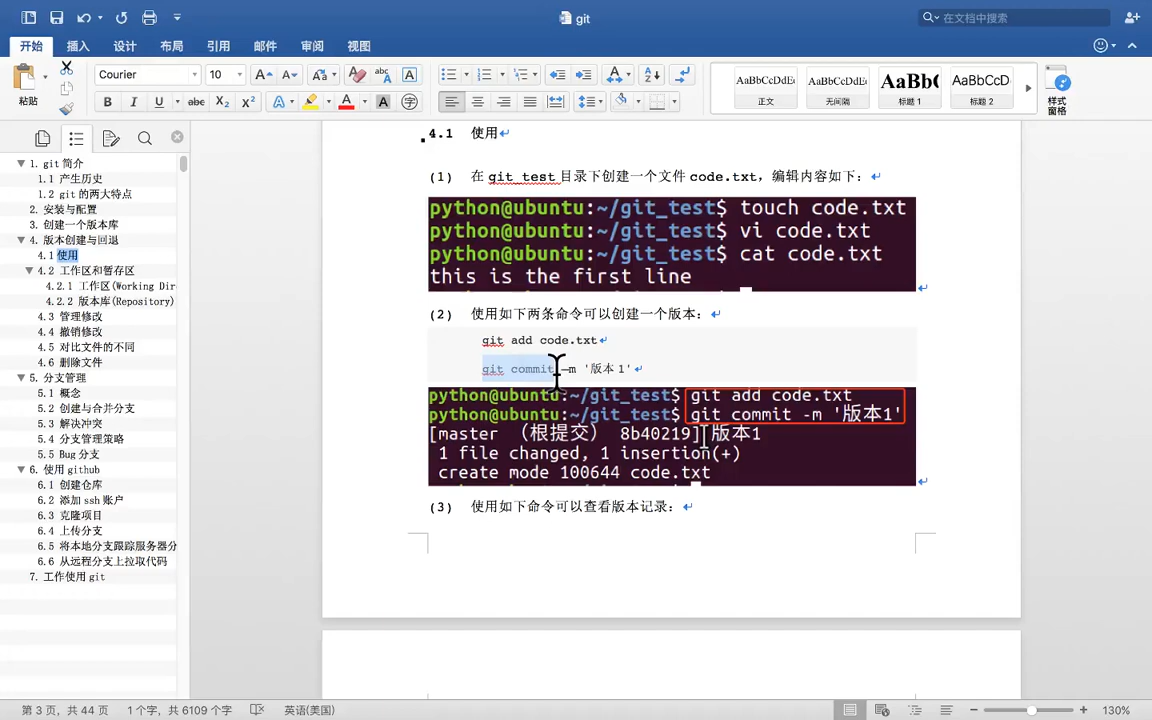 git
在文档中搜索
开始 插入 设计 布局 引用 邮件 审阅 视图
粘贴
Courier 10
AaBbCcDdEe AaBbCcDdEe AaBb( AaBbCcD
正文 无间隔 标题 1 标题 2
样式
窗格
1. git 简介
1.1 产生历史
1.2 git 的两大特点
2. 安装与配置
3. 创建一个版本库
4. 版本创建与回退
4.1 使用
4.2 工作区和暂存区
4.2.1 工作区(Working Dir
4.2.2 版本库(Repository)
4.3 管理修改
4.4 撤销修改
4.5 对比文件的不同
4.6 删除文件
5. 分支管理
5.1 概念
5.2 创建与合并分支
5.3 解决冲突
5.4 分支管理策略
5.5 Bug 分支
6. 使用 github
6.1 创建仓库
6.2 添加 ssh 账户
6.3 克隆项目
6.4 上传分支
6.5 将本地分支跟踪服务器分
6.6 从远程分支上拉取代码
7. 工作使用 git
4.1 使用
(1) 在 git_test 目录下创建一个文件 code.txt，编辑内容如下：
python@ubuntu:~/git_test$ touch code.txt
python@ubuntu:~/git_test$ vi code.txt
python@ubuntu:~/git_test$ cat code.txt
this is the first line
(2) 使用如下两条命令可以创建一个版本：
git add code.txt
git commit –m '版本 1'
python@ubuntu:~/git_test$ git add code.txt
python@ubuntu:~/git_test$ git commit -m '版本1'
[master （根提交） 8b40219] 版本1
1 file changed, 1 insertion(+)
create mode 100644 code.txt
(3) 使用如下命令可以查看版本记录：
第 3 页，共 44 页 1 个字，共 6109 个字 英语(美国) 130%